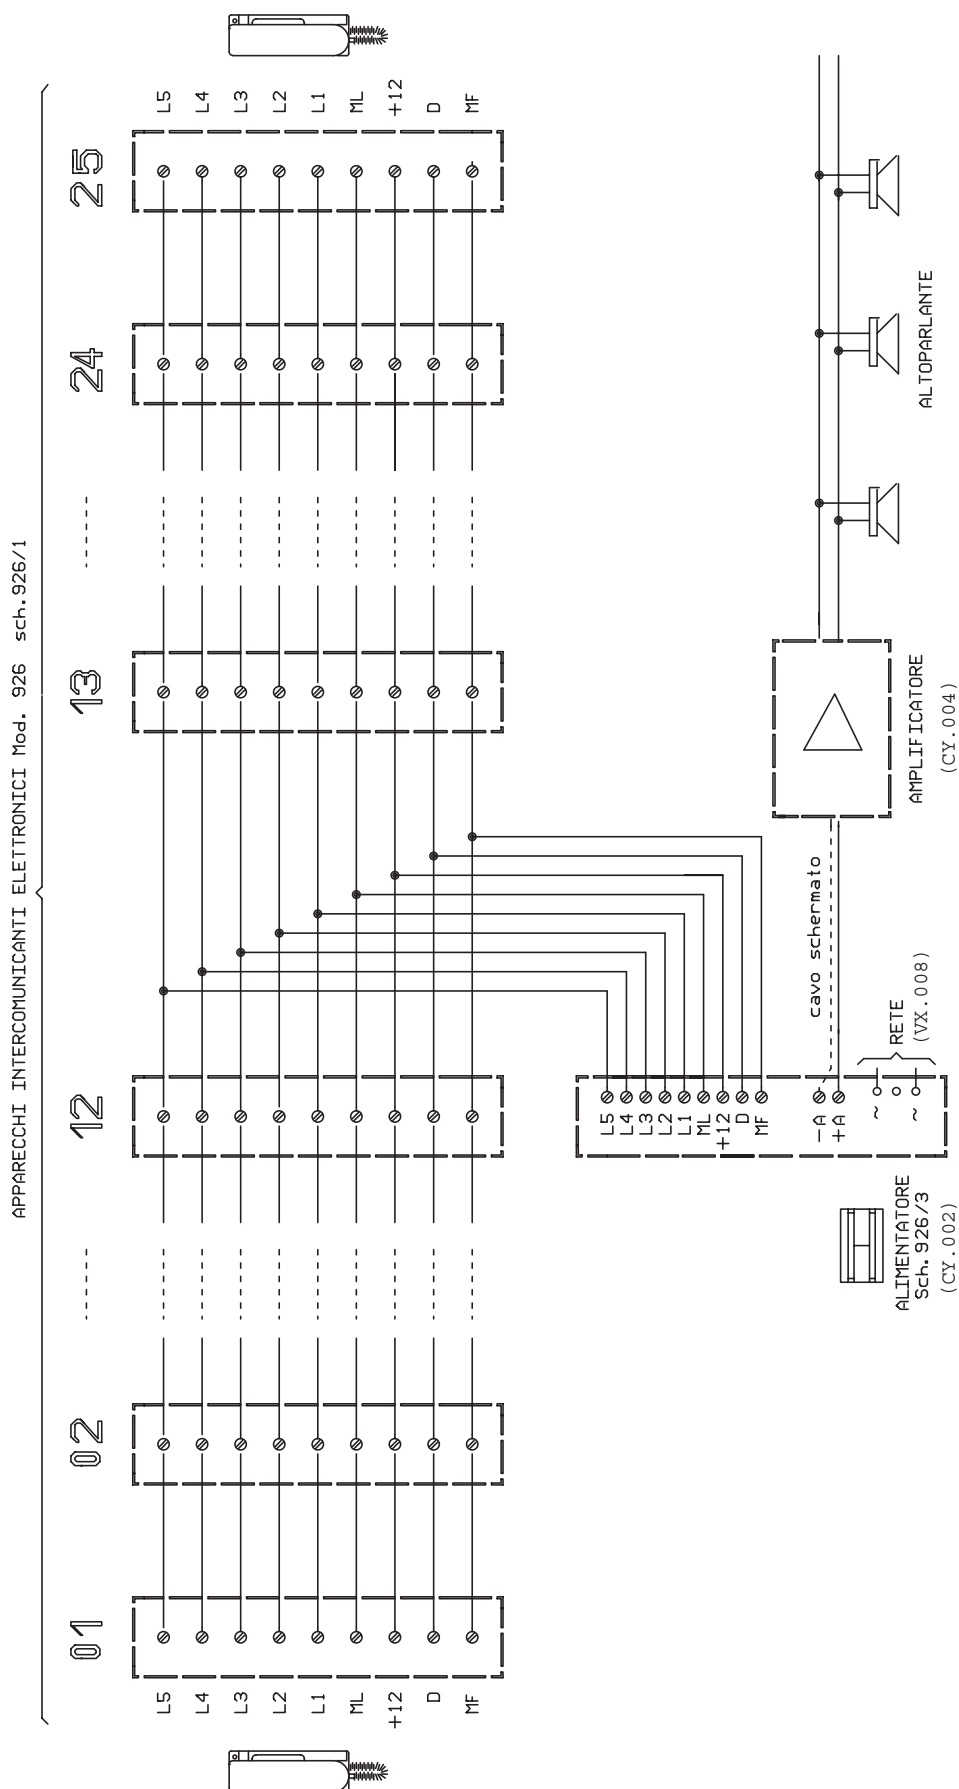 APPARECCHI INTERCOMUNICANTI ELETTRONICI Mod. 926 sch.926/1
01
02
12
13
24
25
L5
L4
L3
L2
L1
ML
+12
D
MF
L5
L4
L3
L2
L1
ML
+12
D
MF
L5
L4
L3
L2
L1
ML
+12
D
MF
-A
+A
~
~
RETE
(VX.008)
cavo schermato
ALIMENTATORE
Sch.926/3
(CY.002)
AMPLIFICATORE
(CY.004)
ALTOPARLANTE